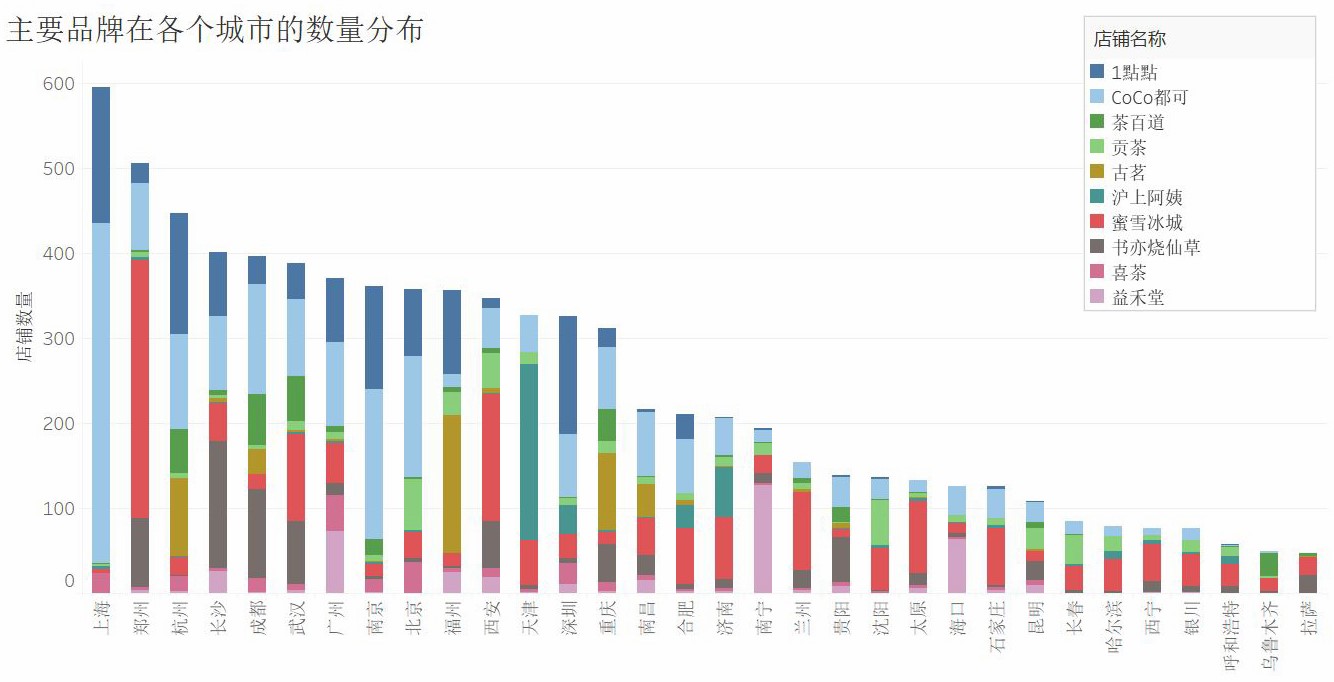 主要品牌在各个城市的数量分布
店铺名称
1點點
CoCo都可
茶百道
贡茶
古茗
沪上阿姨
蜜雪冰城
书亦烧仙草
喜茶
益禾堂
店铺数量
600
500
400
300
200
100
0
上海
郑州
杭州
长沙
成都
武汉
广州
南京
北京
福州
西安
天津
深圳
重庆
南昌
合肥
济南
南宁
兰州
贵阳
沈阳
太原
海口
石家庄
昆明
长春
哈尔滨
西宁
银川
呼和浩特
乌鲁木齐
拉萨